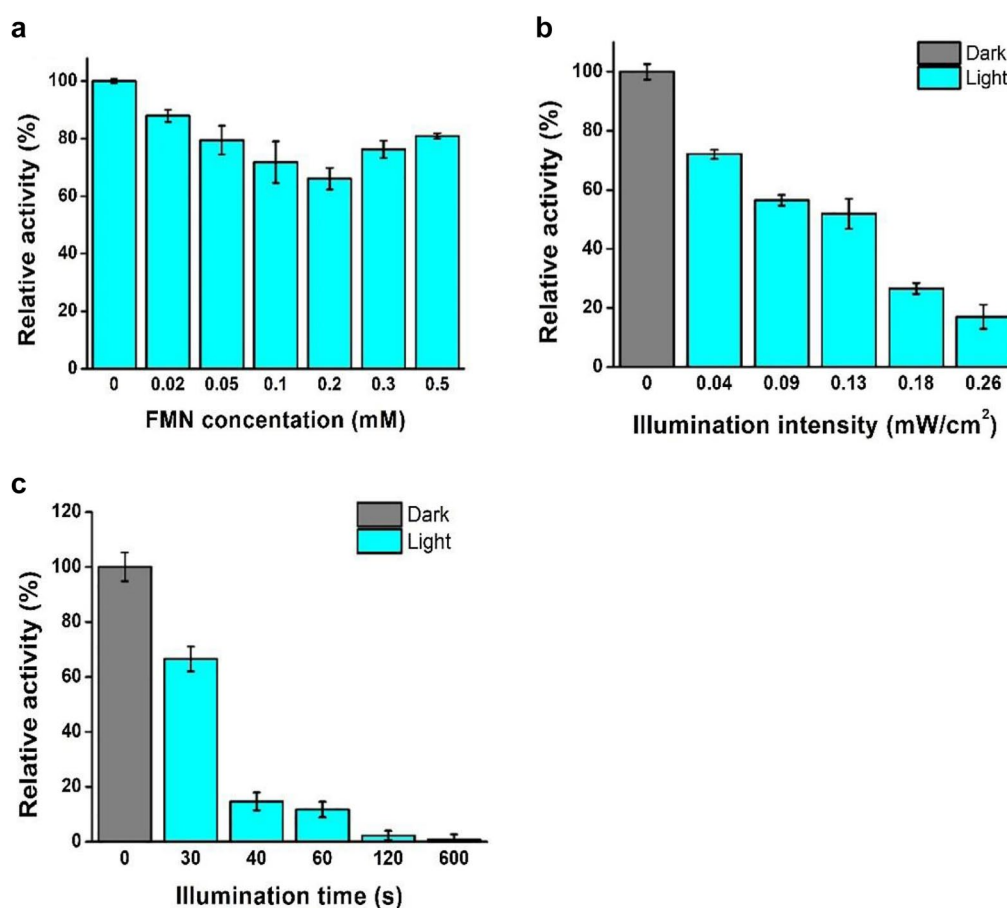 a
Relative activity (%)
100
80
60
40
20
0
0 0.02 0.05 0.1 0.2 0.3 0.5
FMN concentation (mM)
b
Dark
Light
Relative activity (%)
100
80
60
40
20
0
0 0.04 0.09 0.13 0.18 0.26
Illumination intensity (mW/cm²)
c
Dark
Light
Relative activity (%)
120
100
80
60
40
20
0
0 30 40 60 120 600
Illumination time (s)